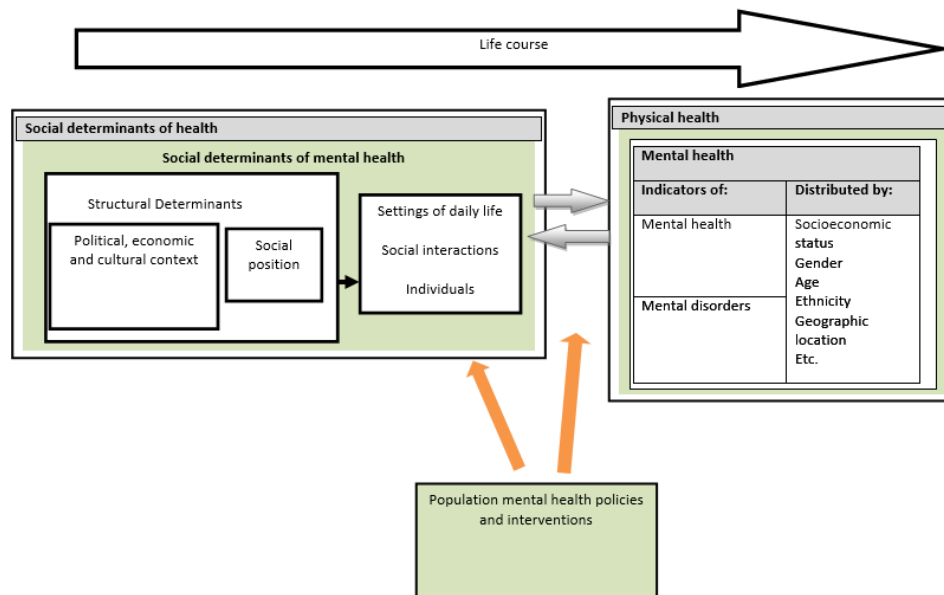 Life course
Social determinants of health
Social determinants of mental health
Structural Determinants
Political, economic
and cultural context
Social
position
Settings of daily life
Social interactions
Individuals
Physical health
Mental health
Indicators of:
Distributed by:
Mental health
Mental disorders
Socioeconomic
status
Gender
Age
Ethnicity
Geographic
location
Etc.
Population mental health policies
and interventions